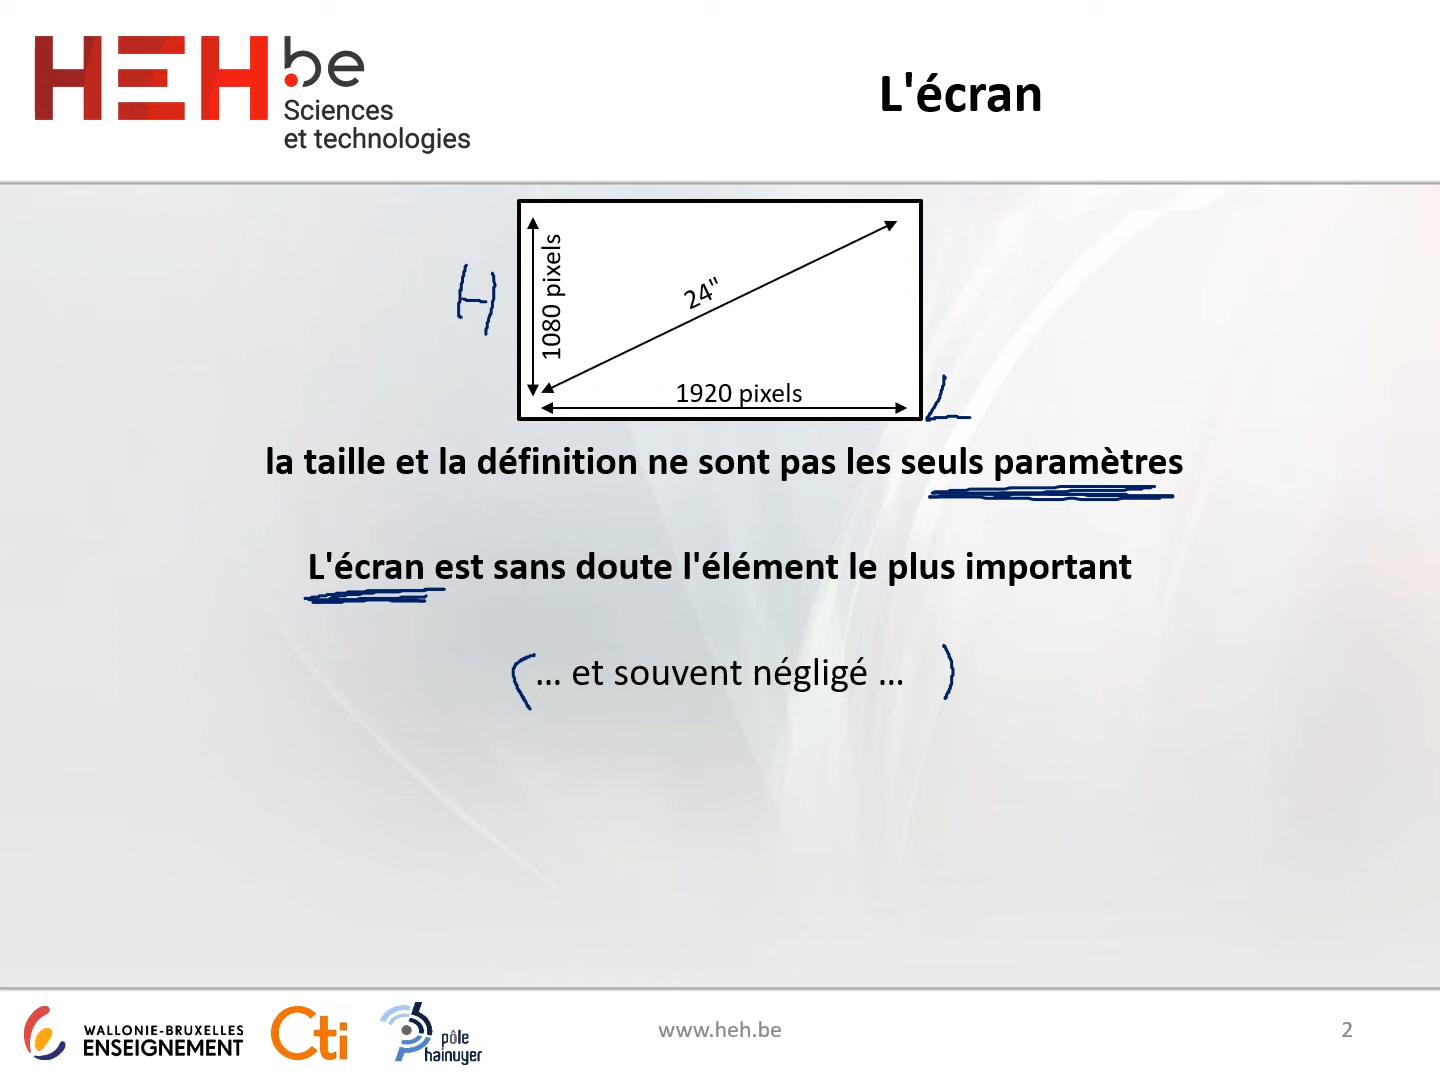 HEH.be
Sciences
et technologies
L'écran
H
1080 pixels
24"
1920 pixels
L
la taille et la définition ne sont pas les seuls paramètres
L'écran est sans doute l'élément le plus important
(... et souvent négligé ...)
WALLONIE-BRUXELLES
ENSEIGNEMENT
Cti
pôle
hainuyer
www.heh.be
2